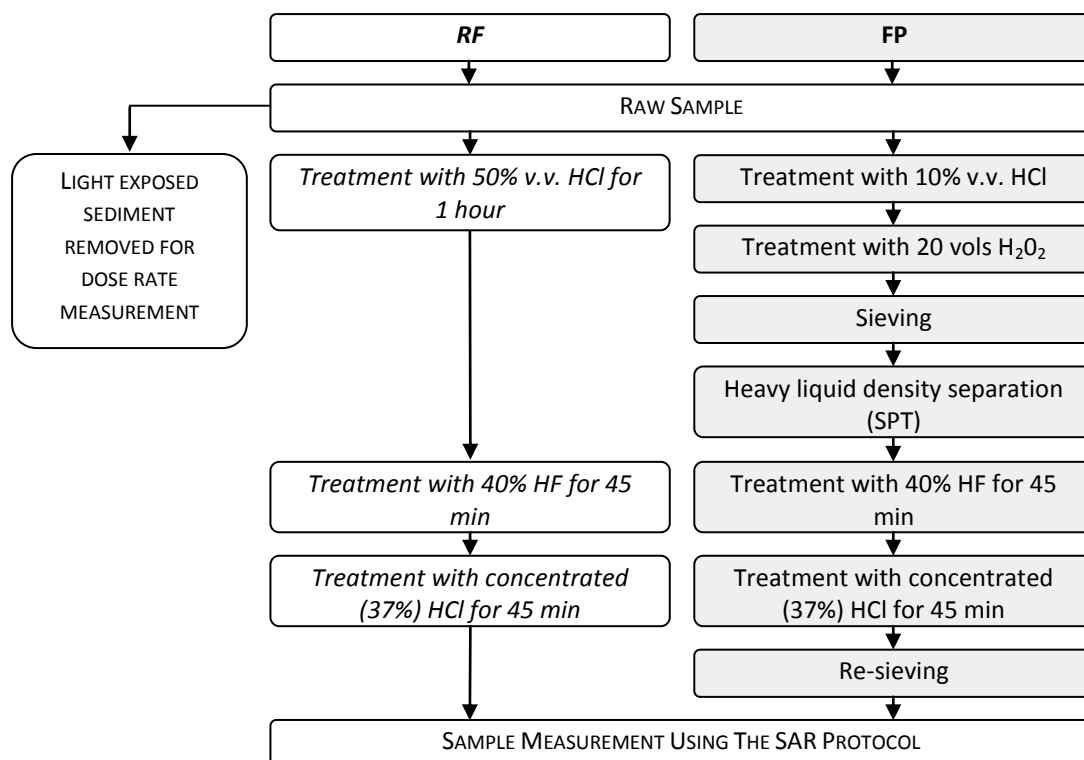 RF
FP
RAW SAMPLE
LIGHT EXPOSED
SEDIMENT
REMOVED FOR
DOSE RATE
MEASUREMENT
Treatment with 50% v.v. HCl for
1 hour
Treatment with 10% v.v. HCl
Treatment with 20 vols H₂0₂
Sieving
Heavy liquid density separation
(SPT)
Treatment with 40% HF for 45
min
Treatment with 40% HF for 45
min
Treatment with concentrated
(37%) HCl for 45 min
Treatment with concentrated
(37%) HCl for 45 min
Re-sieving
SAMPLE MEASUREMENT USING THE SAR PROTOCOL